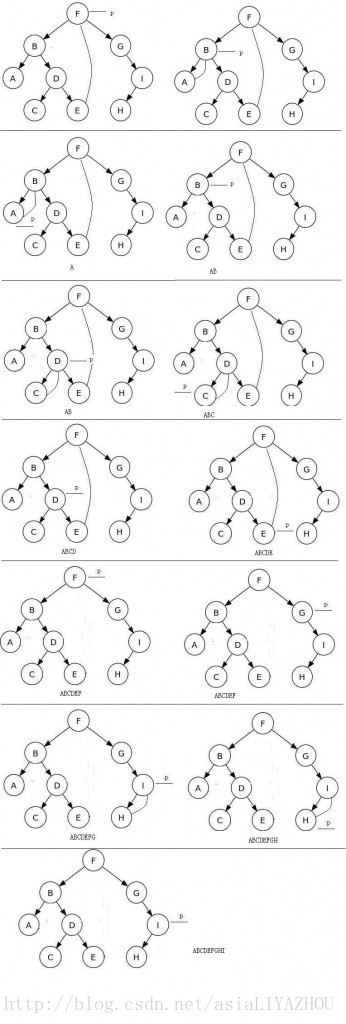 F p
B G
A D I
C E H
F
B p G
A D I
C E H
F
B G
A D I
p
C E H
A
F
B p G
A D I
C E H
AB
F
B G
A D p I
C E H
AB
F
B G
A D I
p C E H
ABC
F
B G
A D p I
C E H
ABCD
F
B G
A D I
C E p H
ABCDE
F p
B G
A D I
C E H
ABCDEF
F
B G p
A D I
C E H
ABCDEF
F
B G
A D I p
C E H
ABCDEFG
F
B G
A D I
C E H
p
ABCDEFGH
F
B G
A D I p
C E H
ABCDEFGHI
http://blog.csdn.net/asiaLIYAZHOU